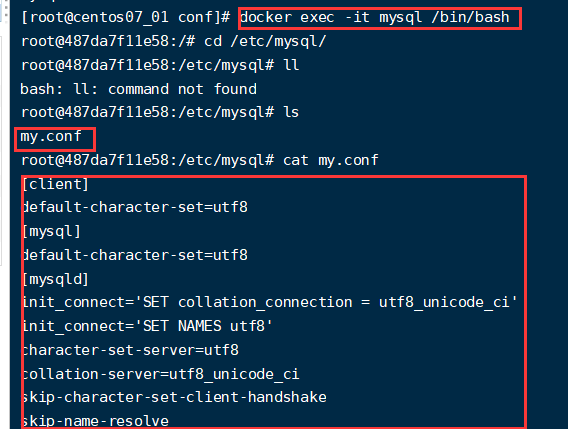 [root@centos07_01 conf]# docker exec -it mysql /bin/bash
root@487da7f11e58:/# cd /etc/mysql/
root@487da7f11e58:/etc/mysql# ll
bash: ll: command not found
root@487da7f11e58:/etc/mysql# ls
my.conf
root@487da7f11e58:/etc/mysql# cat my.conf
[client]
default-character-set=utf8
[mysql]
default-character-set=utf8
[mysqld]
init_connect='SET collation_connection = utf8_unicode_ci'
init_connect='SET NAMES utf8'
character-set-server=utf8
collation-server=utf8_unicode_ci
skip-character-set-client-handshake
skip-name-resolve